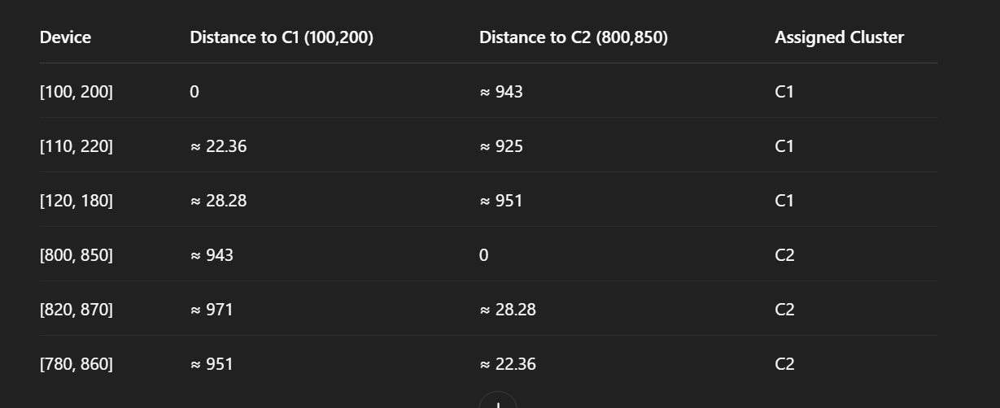 Device Distance to C1 (100,200) Distance to C2 (800,850) Assigned Cluster
[100, 200] 0 ≈ 943 C1
[110, 220] ≈ 22.36 ≈ 925 C1
[120, 180] ≈ 28.28 ≈ 951 C1
[800, 850] ≈ 943 0 C2
[820, 870] ≈ 971 ≈ 28.28 C2
[780, 860] ≈ 951 ≈ 22.36 C2